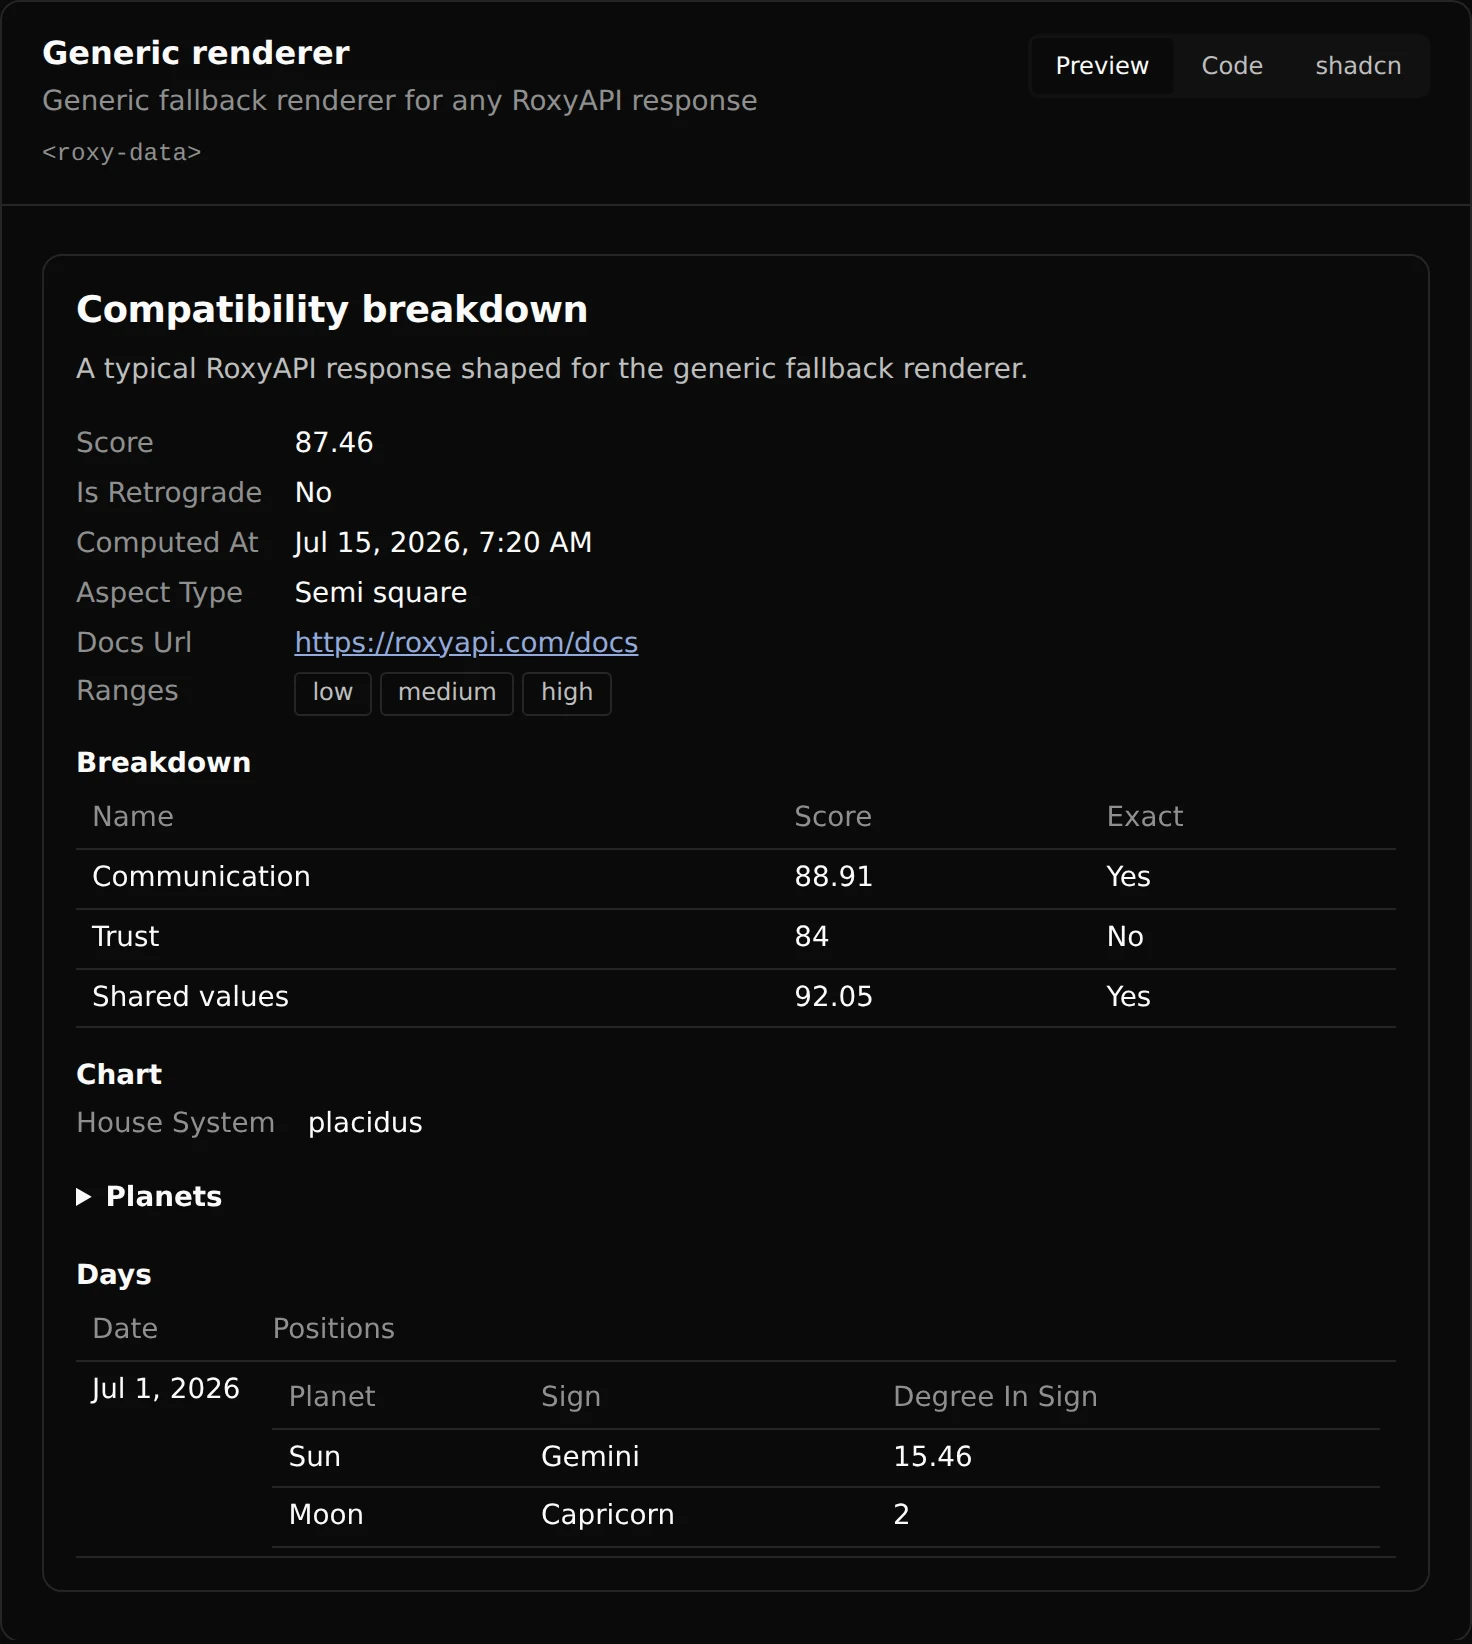 Generic renderer
Preview Code shadcn
Generic fallback renderer for any RoxyAPI response
<roxy-data>
Compatibility breakdown
A typical RoxyAPI response shaped for the generic fallback renderer.
Score 87.46
Is Retrograde No
Computed At Jul 15, 2026, 7:20 AM
Aspect Type Semi square
Docs Url https://roxyapi.com/docs
Ranges low medium high
Breakdown
Name Score Exact
Communication 88.91 Yes
Trust 84 No
Shared values 92.05 Yes
Chart
House System placidus
Planets
Days
Date Positions
Jul 1, 2026 Planet Sign Degree In Sign
Sun Gemini 15.46
Moon Capricorn 2